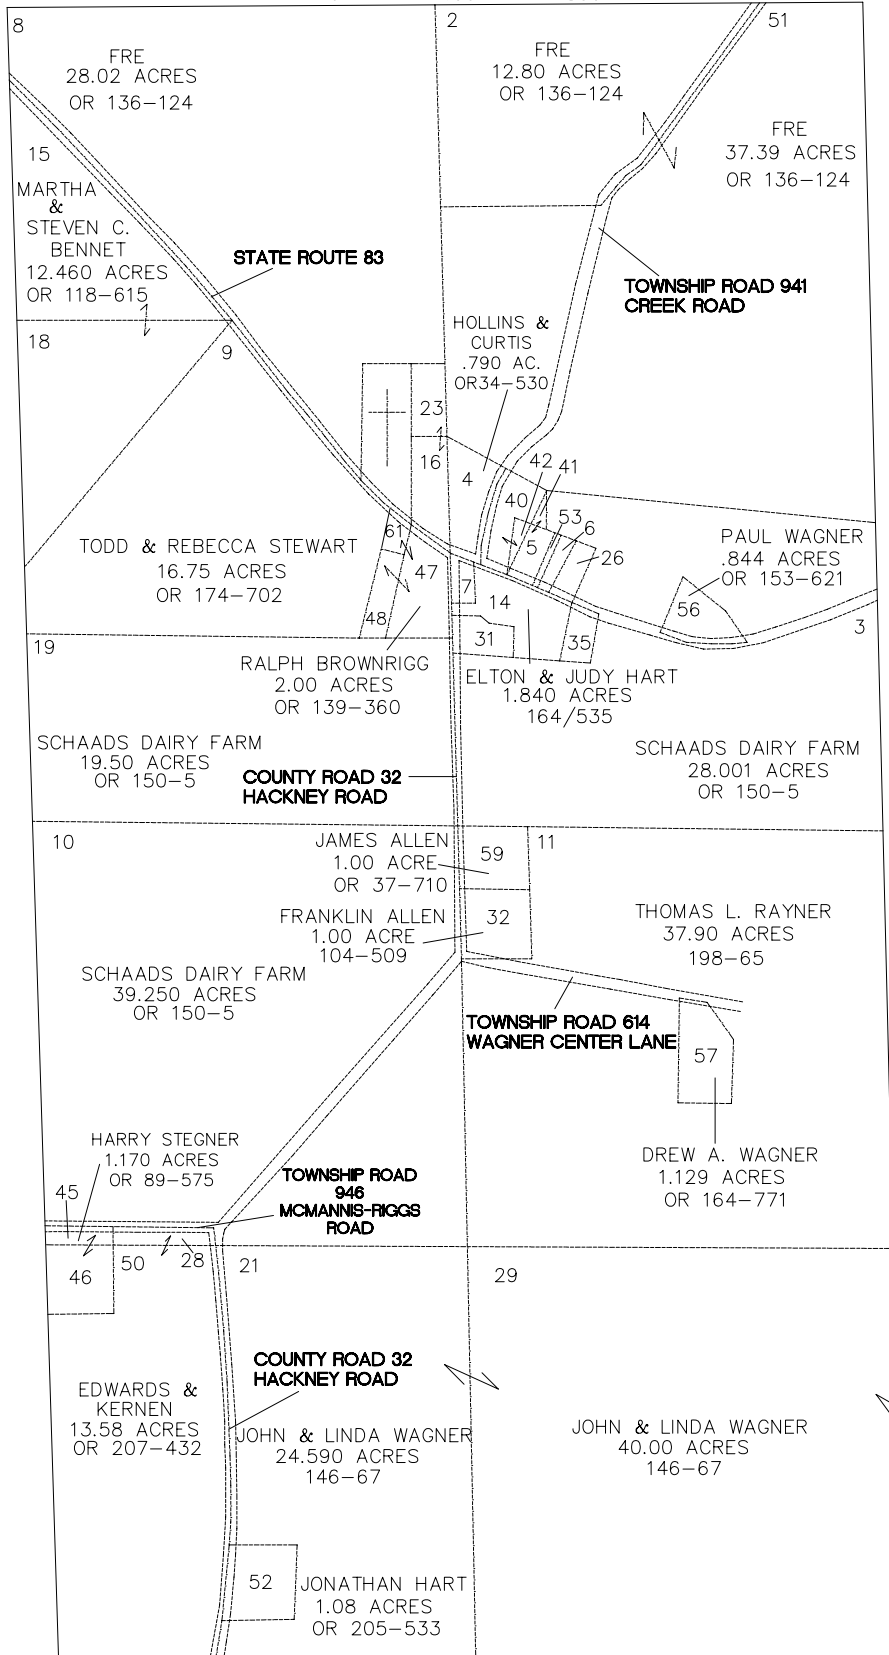 8
2
51
FRE
28.02 ACRES
OR 136-124
FRE
12.80 ACRES
OR 136-124
FRE
37.39 ACRES
OR 136-124
15
MARTHA
&
STEVEN C.
BENNET
12.460 ACRES
OR 118-615
STATE ROUTE 83
TOWNSHIP ROAD 941
CREEK ROAD
18
9
HOLLINS &
CURTIS
.790 AC.
OR34-530
23
16
4
42
41
40
53
6
5
26
61
TODD & REBECCA STEWART
16.75 ACRES
OR 174-702
47
48
PAUL WAGNER
.844 ACRES
OR 153-621
7
14
56
3
31
35
19
RALPH BROWNRIGG
2.00 ACRES
OR 139-360
ELTON & JUDY HART
1.840 ACRES
164/535
SCHAADS DAIRY FARM
19.50 ACRES
OR 150-5
COUNTY ROAD 32
HACKNEY ROAD
SCHAADS DAIRY FARM
28.001 ACRES
OR 150-5
10
JAMES ALLEN
1.00 ACRE
OR 37-710
59
11
FRANKLIN ALLEN
1.00 ACRE
104-509
32
THOMAS L. RAYNER
37.90 ACRES
198-65
SCHAADS DAIRY FARM
39.250 ACRES
OR 150-5
TOWNSHIP ROAD 614
WAGNER CENTER LANE
57
HARRY STEGNER
1.170 ACRES
OR 89-575
DREW A. WAGNER
1.129 ACRES
OR 164-771
TOWNSHIP ROAD
946
MCMANNIS-RIGGS
ROAD
45
46
50
28
21
29
COUNTY ROAD 32
HACKNEY ROAD
EDWARDS &
KERNEN
13.58 ACRES
OR 207-432
JOHN & LINDA WAGNER
24.590 ACRES
146-67
JOHN & LINDA WAGNER
40.00 ACRES
146-67
52
JONATHAN HART
1.08 ACRES
OR 205-533